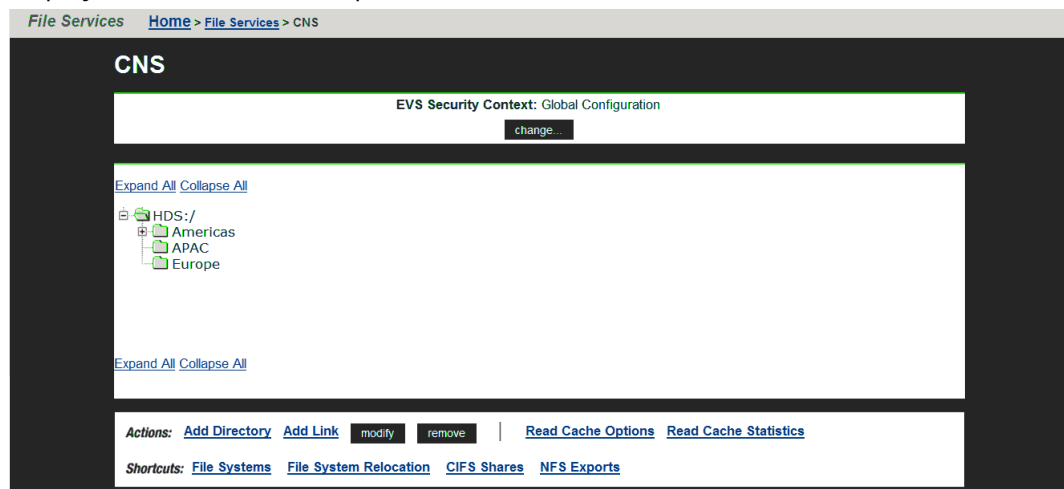 File Services Home > File Services > CNS
CNS
EVS Security Context: Global Configuration
change...
Expand All Collapse All
HDS:/
Americas
APAC
Europe
Expand All Collapse All
Actions: Add Directory Add Link modify remove | Read Cache Options Read Cache Statistics
Shortcuts: File Systems File System Relocation CIFS Shares NFS Exports